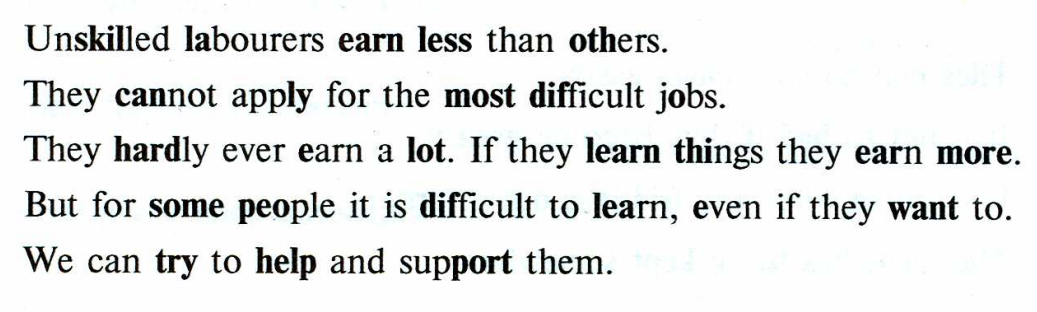 Unskilled labourers earn less than others.
They cannot apply for the most difficult jobs.
They hardly ever earn a lot. If they learn things they earn more.
But for some people it is difficult to learn, even if they want to.
We can try to help and support them.